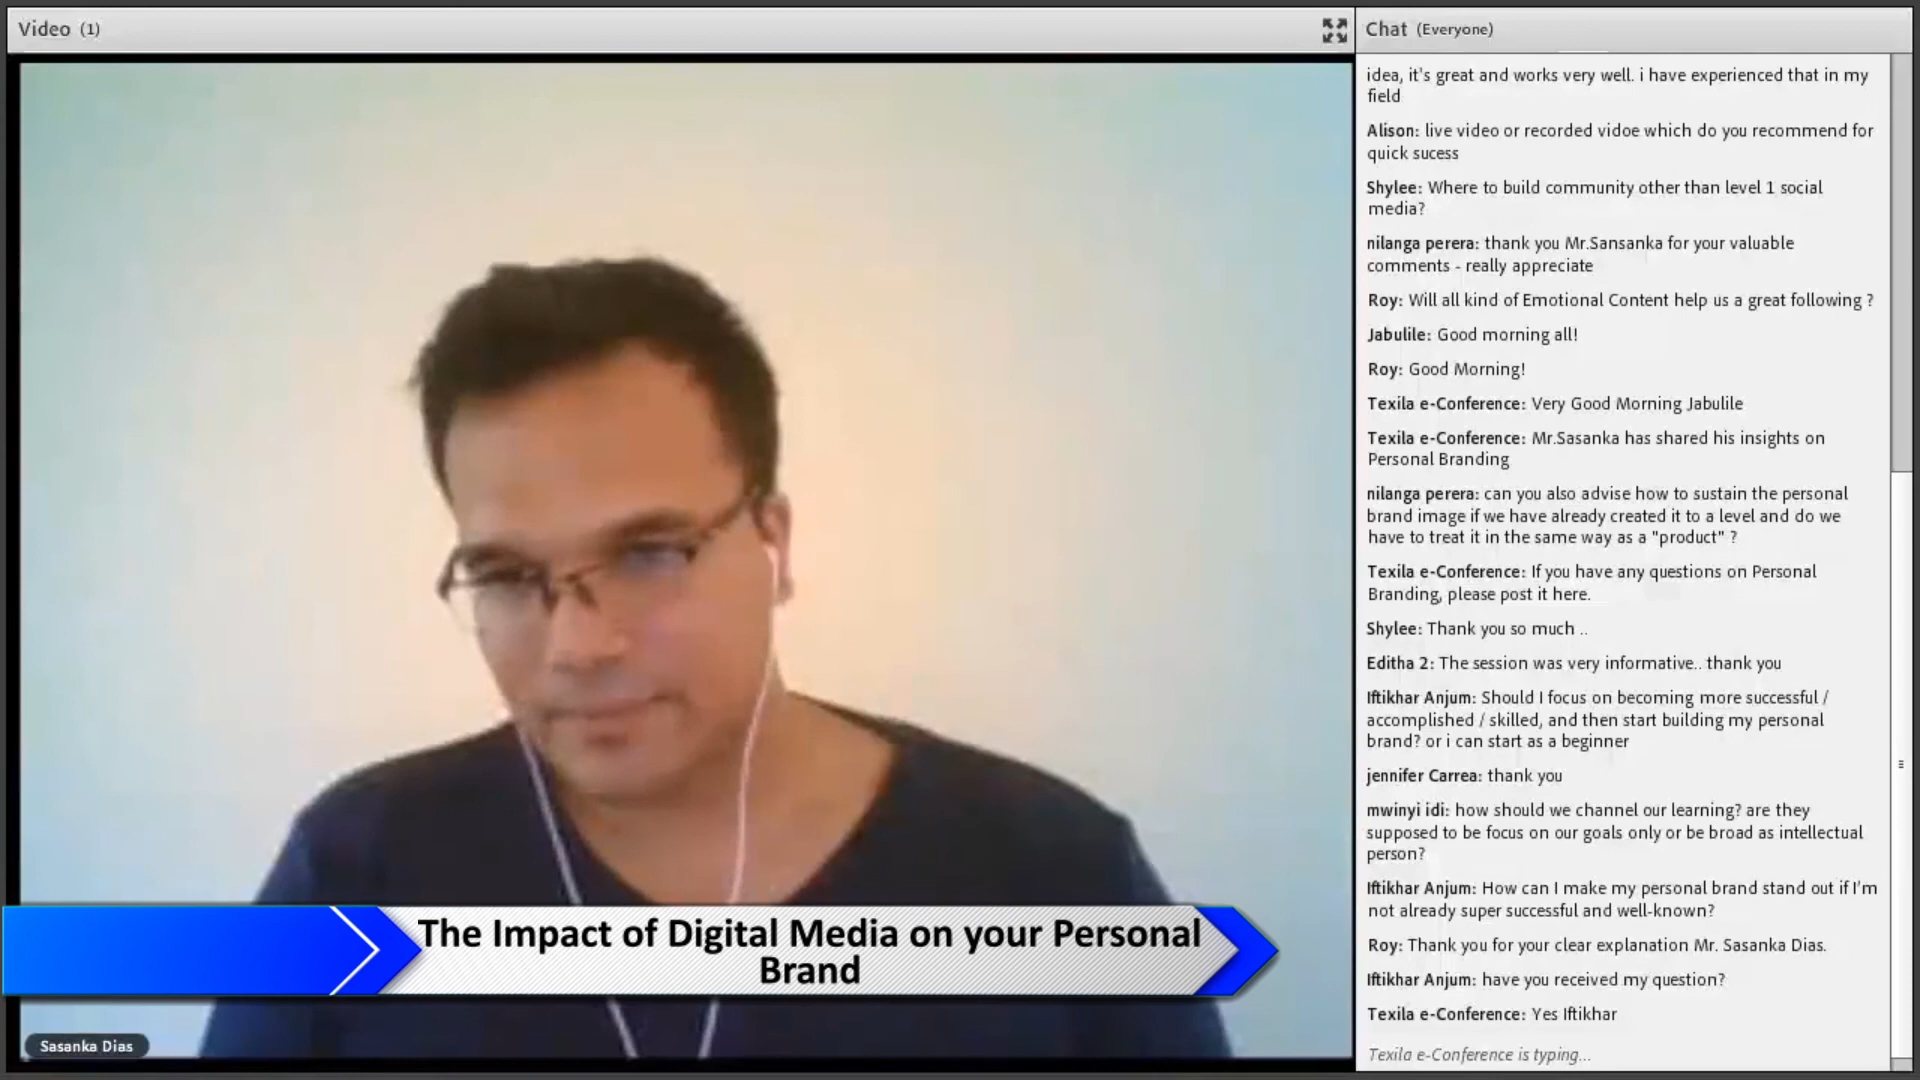 Video (1)
The Impact of Digital Media on your Personal
Brand
Sasanka Dias
Chat (Everyone)
idea, it's great and works very well. i have experienced that in my
field
Alison: live video or recorded vidoe which do you recommend for
quick sucess
Shylee: Where to build community other than level 1 social
media?
nilanga perera: thank you Mr.Sansanka for your valuable
comments - really appreciate
Roy: Will all kind of Emotional Content help us a great following ?
Jabulile: Good morning all!
Roy: Good Morning!
Texila e-Conference: Very Good Morning Jabulile
Texila e-Conference: Mr.Sasanka has shared his insights on
Personal Branding
nilanga perera: can you also advise how to sustain the personal
brand image if we have already created it to a level and do we
have to treat it in the same way as a "product" ?
Texila e-Conference: If you have any questions on Personal
Branding, please post it here.
Shylee: Thank you so much ..
Editha 2: The session was very informative.. thank you
Iftikhar Anjum: Should I focus on becoming more successful /
accomplished / skilled, and then start building my personal
brand? or i can start as a beginner
jennifer Carrea: thank you
mwinyi idi: how should we channel our learning? are they
supposed to be focus on our goals only or be broad as intellectual
person?
Iftikhar Anjum: How can I make my personal brand stand out if I'm
not already super successful and well-known?
Roy: Thank you for your clear explanation Mr. Sasanka Dias.
Iftikhar Anjum: have you received my question?
Texila e-Conference: Yes Iftikhar
Texila e-Conference is typing...